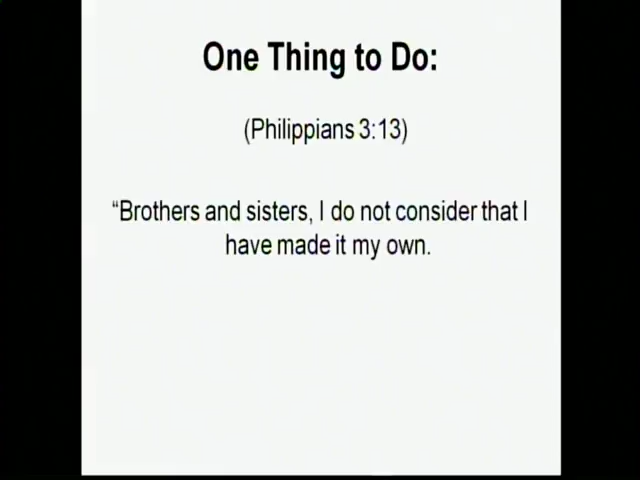 One Thing to Do:
(Philippians 3:13)
“Brothers and sisters, I do not consider that I
have made it my own.